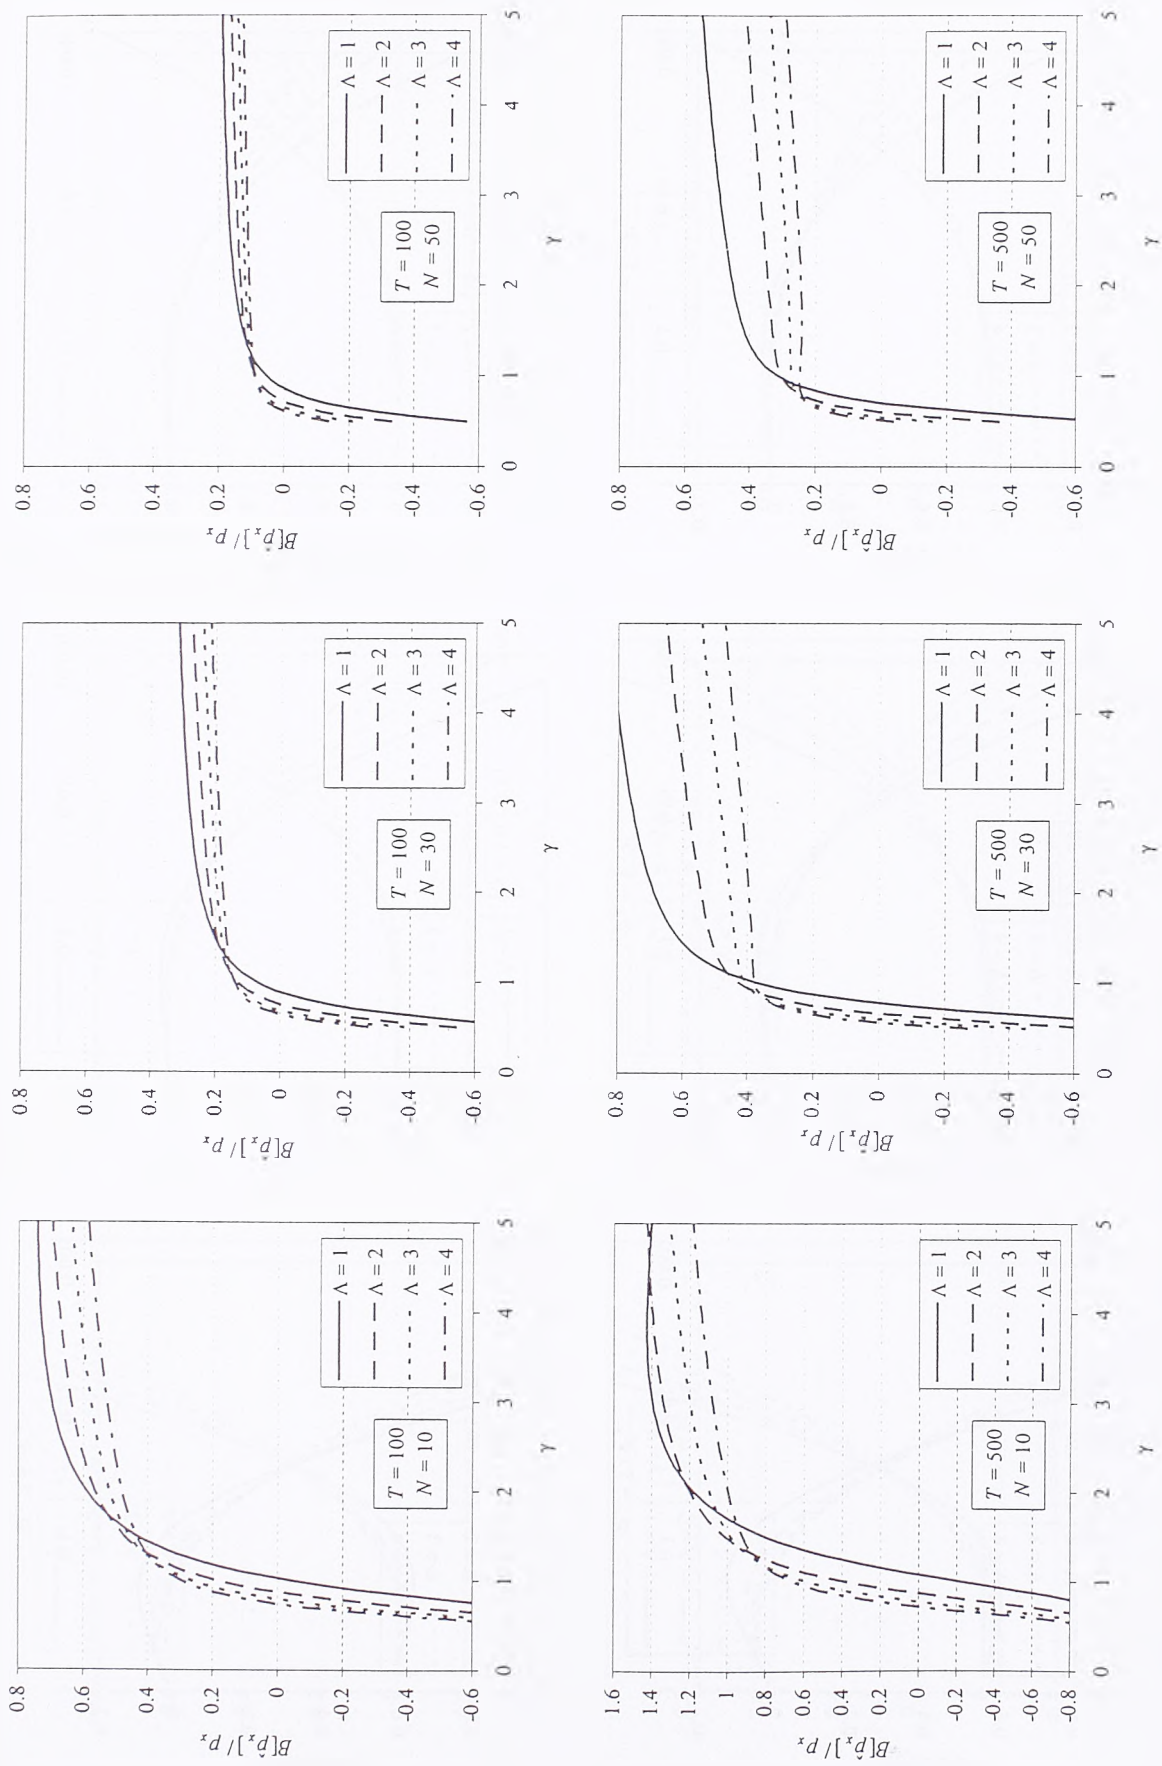 B[p̂ₓ] / pₓ
0.8
0.6
0.4
0.2
0
-0.2
-0.4
-0.6
T = 100
N = 10
Λ = 1
Λ = 2
Λ = 3
Λ = 4
0 1 2 3 4 5
γ
B[p̂ₓ] / pₓ
0.8
0.6
0.4
0.2
0
-0.2
-0.4
-0.6
T = 100
N = 30
Λ = 1
Λ = 2
Λ = 3
Λ = 4
0 1 2 3 4 5
γ
B[p̂ₓ] / pₓ
0.8
0.6
0.4
0.2
0
-0.2
-0.4
-0.6
T = 100
N = 50
Λ = 1
Λ = 2
Λ = 3
Λ = 4
0 1 2 3 4 5
γ
B[p̂ₓ] / pₓ
1.6
1.4
1.2
1
0.8
0.6
0.4
0.2
0
-0.2
-0.4
-0.6
-0.8
T = 500
N = 10
Λ = 1
Λ = 2
Λ = 3
Λ = 4
0 1 2 3 4 5
γ
B[p̂ₓ] / pₓ
0.8
0.6
0.4
0.2
0
-0.2
-0.4
-0.6
T = 500
N = 30
Λ = 1
Λ = 2
Λ = 3
Λ = 4
0 1 2 3 4 5
γ
B[p̂ₓ] / pₓ
0.8
0.6
0.4
0.2
0
-0.2
-0.4
-0.6
T = 500
N = 50
Λ = 1
Λ = 2
Λ = 3
Λ = 4
0 1 2 3 4 5
γ